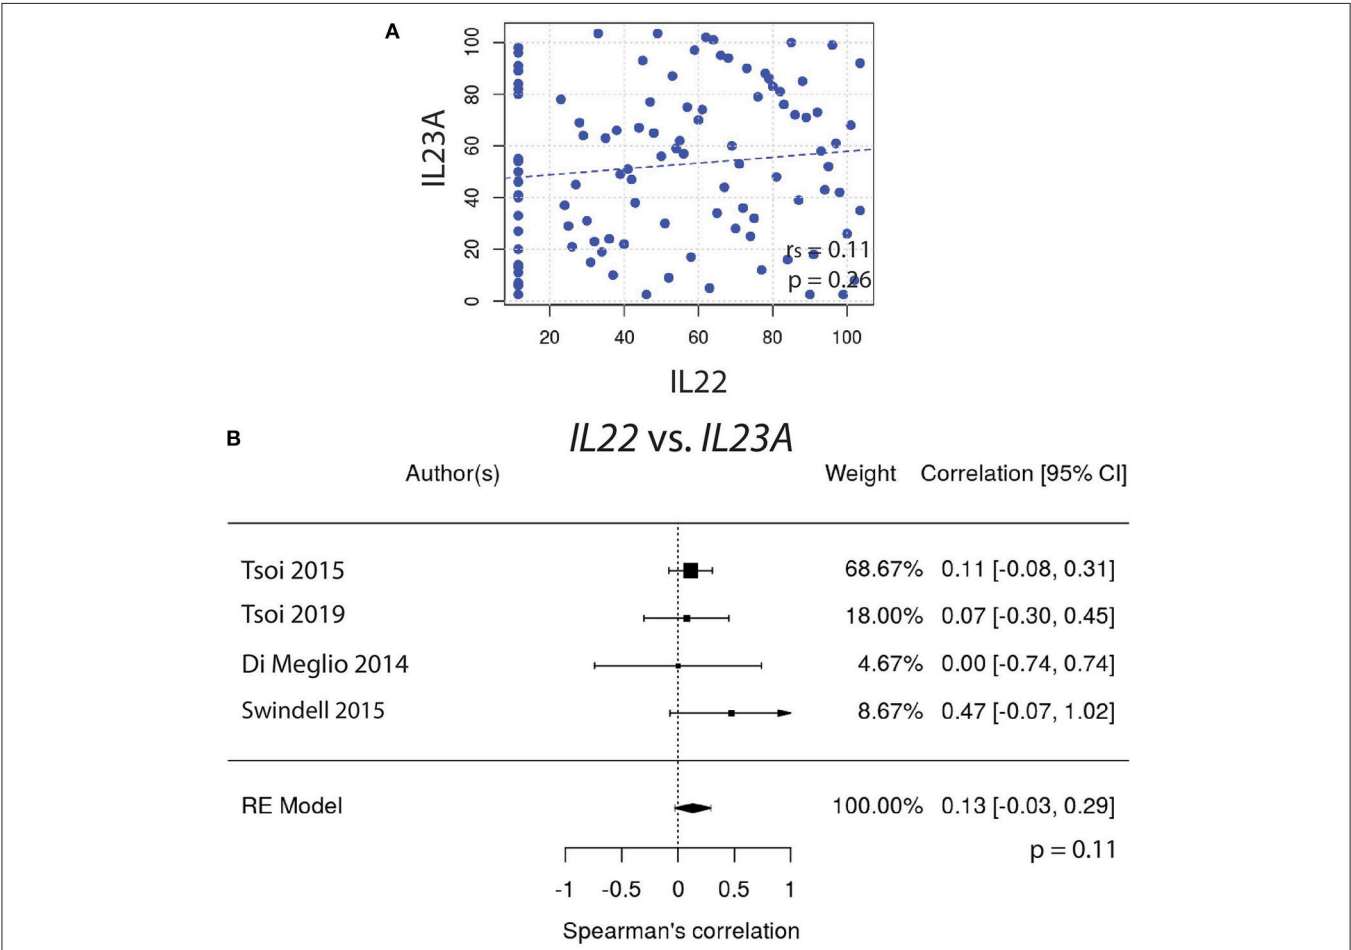 A
IL23A
100
80
60
40
20
0
rs = 0.11
p = 0.26
20 40 60 80 100
IL22
B
IL22 vs. IL23A
Author(s) Weight Correlation [95% CI]
Tsoi 2015 68.67% 0.11 [-0.08, 0.31]
Tsoi 2019 18.00% 0.07 [-0.30, 0.45]
Di Meglio 2014 4.67% 0.00 [-0.74, 0.74]
Swindell 2015 8.67% 0.47 [-0.07, 1.02]
RE Model 100.00% 0.13 [-0.03, 0.29]
p = 0.11
-1 -0.5 0 0.5 1
Spearman's correlation